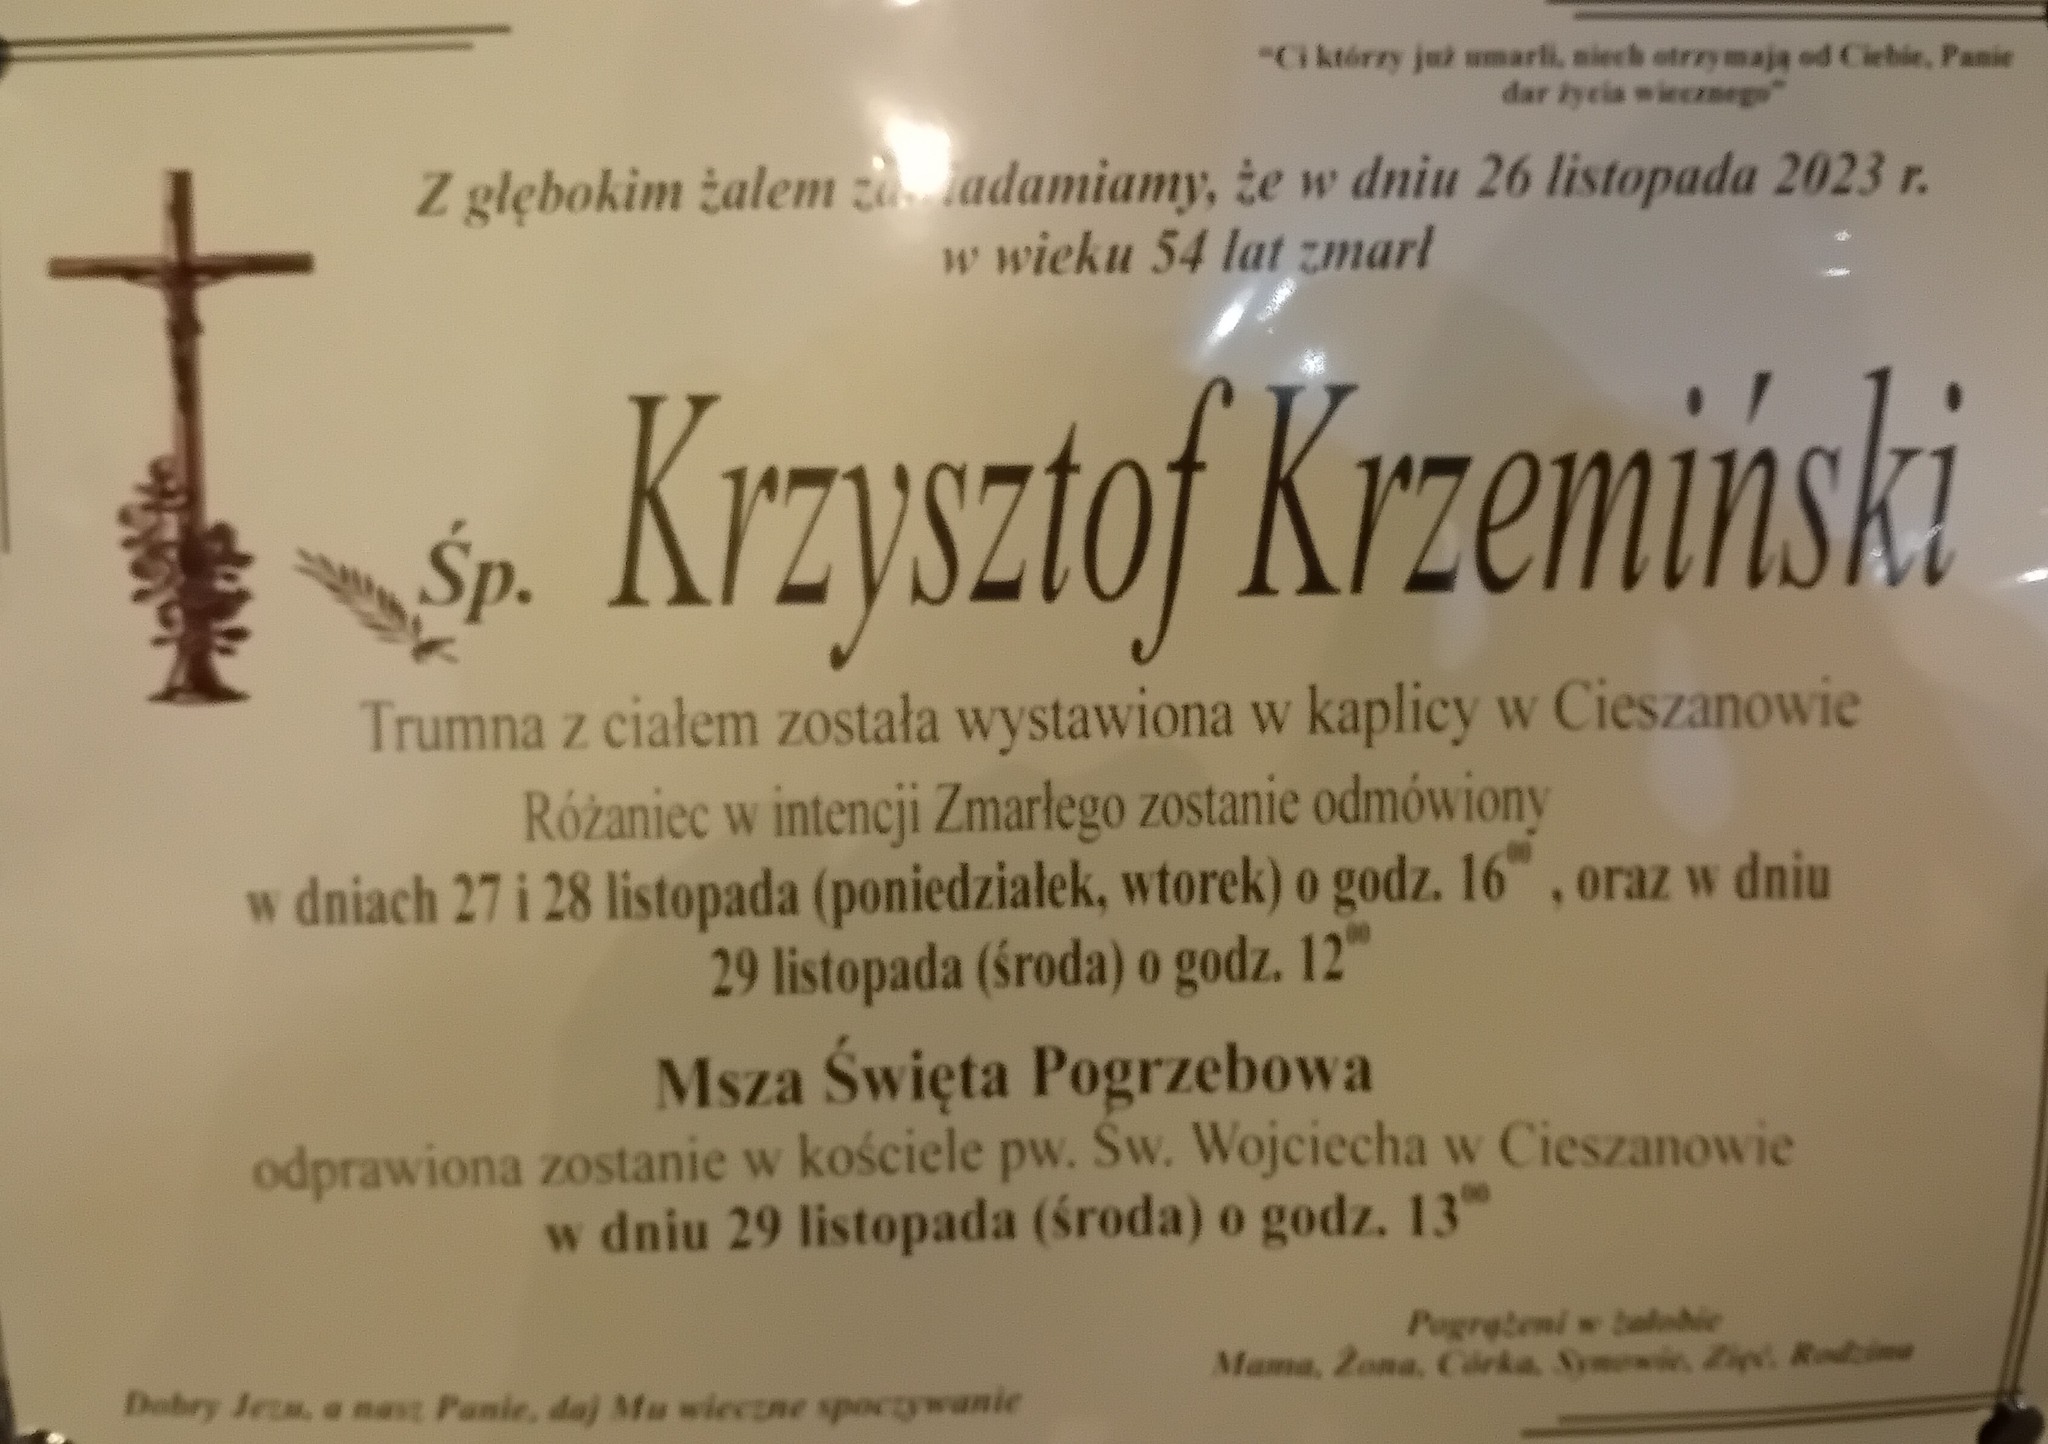 "Ci którzy już umarli, niech otrzymają od Ciebie, Panie
dar życia wiecznego"
Z głębokim żalem zawiadamiamy, że w dniu 26 listopada 2023 r.
w wieku 54 lat zmarł
Śp. Krzysztof Krzemiński
Trumna z ciałem została wystawiona w kaplicy w Cieszanowie
Różaniec w intencji Zmarłego zostanie odmówiony
w dniach 27 i 28 listopada (poniedziałek, wtorek) o godz. 16⁰⁰ , oraz w dniu
29 listopada (środa) o godz. 12⁰⁰
Msza Święta Pogrzebowa
odprawiona zostanie w kościele pw. Św. Wojciecha w Cieszanowie
w dniu 29 listopada (środa) o godz. 13⁰⁰
Pogrążeni w żałobie
Mama, Żona, Córka, Synowie, Zięć, Rodzina
Dobry Jezu, a nasz Panie, daj Mu wieczne spoczywanie